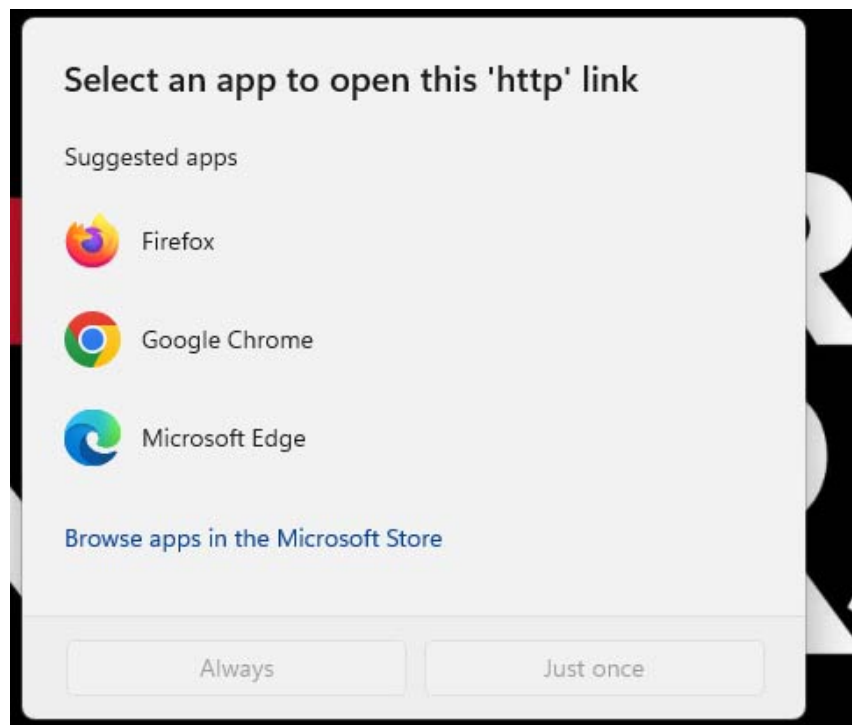 Select an app to open this 'http' link
Suggested apps
Firefox
Google Chrome
Microsoft Edge
Browse apps in the Microsoft Store
Always
Just once